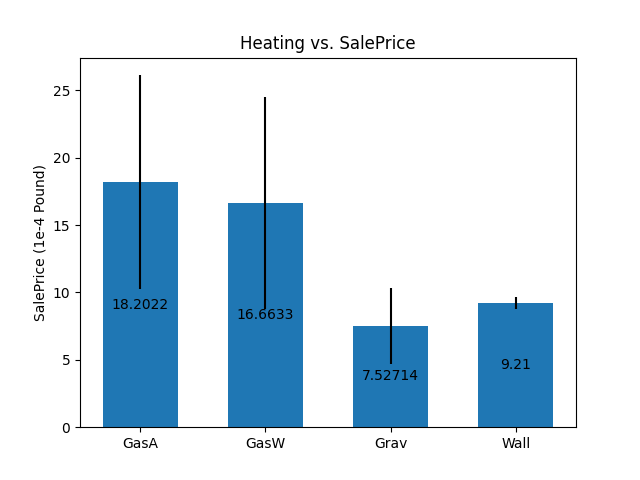 Heating vs. SalePrice
SalePrice (1e-4 Pound)
25
20
15
10
5
0
18.2022
16.6633
7.52714
9.21
GasA
GasW
Grav
Wall